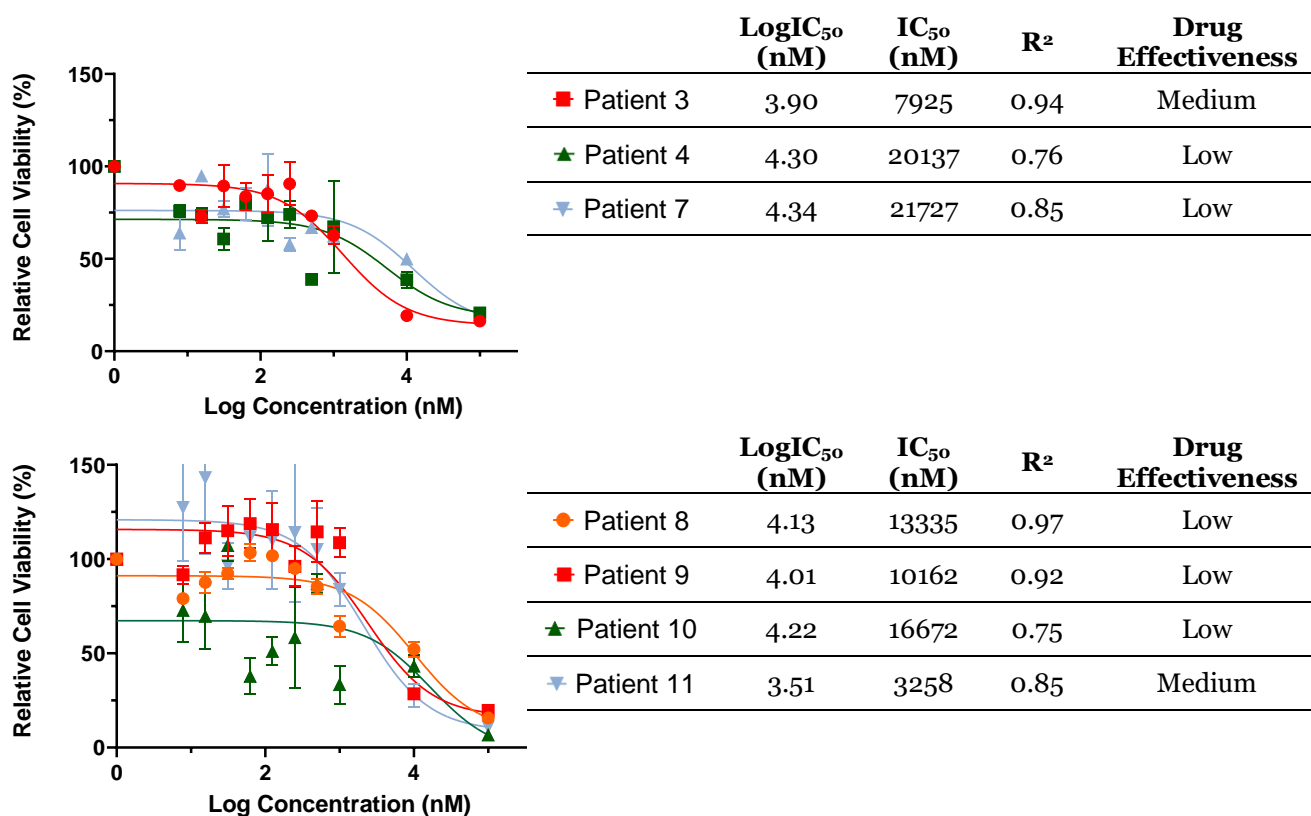 LogIC₅₀ (nM) IC₅₀ (nM) R² Drug Effectiveness
Patient 3 3.90 7925 0.94 Medium
Patient 4 4.30 20137 0.76 Low
Patient 7 4.34 21727 0.85 Low
Relative Cell Viability (%)
150
100
50
0
0 2 4
Log Concentration (nM)
LogIC₅₀ (nM) IC₅₀ (nM) R² Drug Effectiveness
Patient 8 4.13 13335 0.97 Low
Patient 9 4.01 10162 0.92 Low
Patient 10 4.22 16672 0.75 Low
Patient 11 3.51 3258 0.85 Medium
Relative Cell Viability (%)
150
100
50
0
0 2 4
Log Concentration (nM)